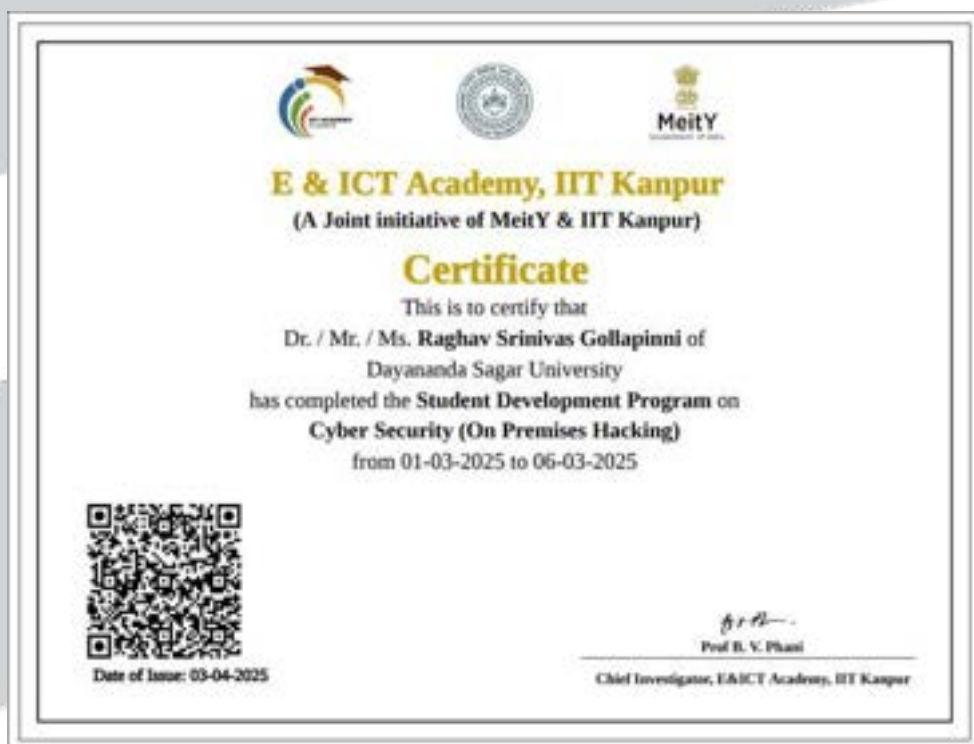 MeitY
E & ICT Academy, IIT Kanpur
(A Joint initiative of MeitY & IIT Kanpur)
Certificate
This is to certify that
Dr. / Mr. / Ms. Raghav Srinivas Gollapinni of
Dayananda Sagar University
has completed the Student Development Program on
Cyber Security (On Premises Hacking)
from 01-03-2025 to 06-03-2025
Date of Issue: 03-04-2025
Prof B. V. Phani
Chief Investigator, E&ICT Academy, IIT Kanpur